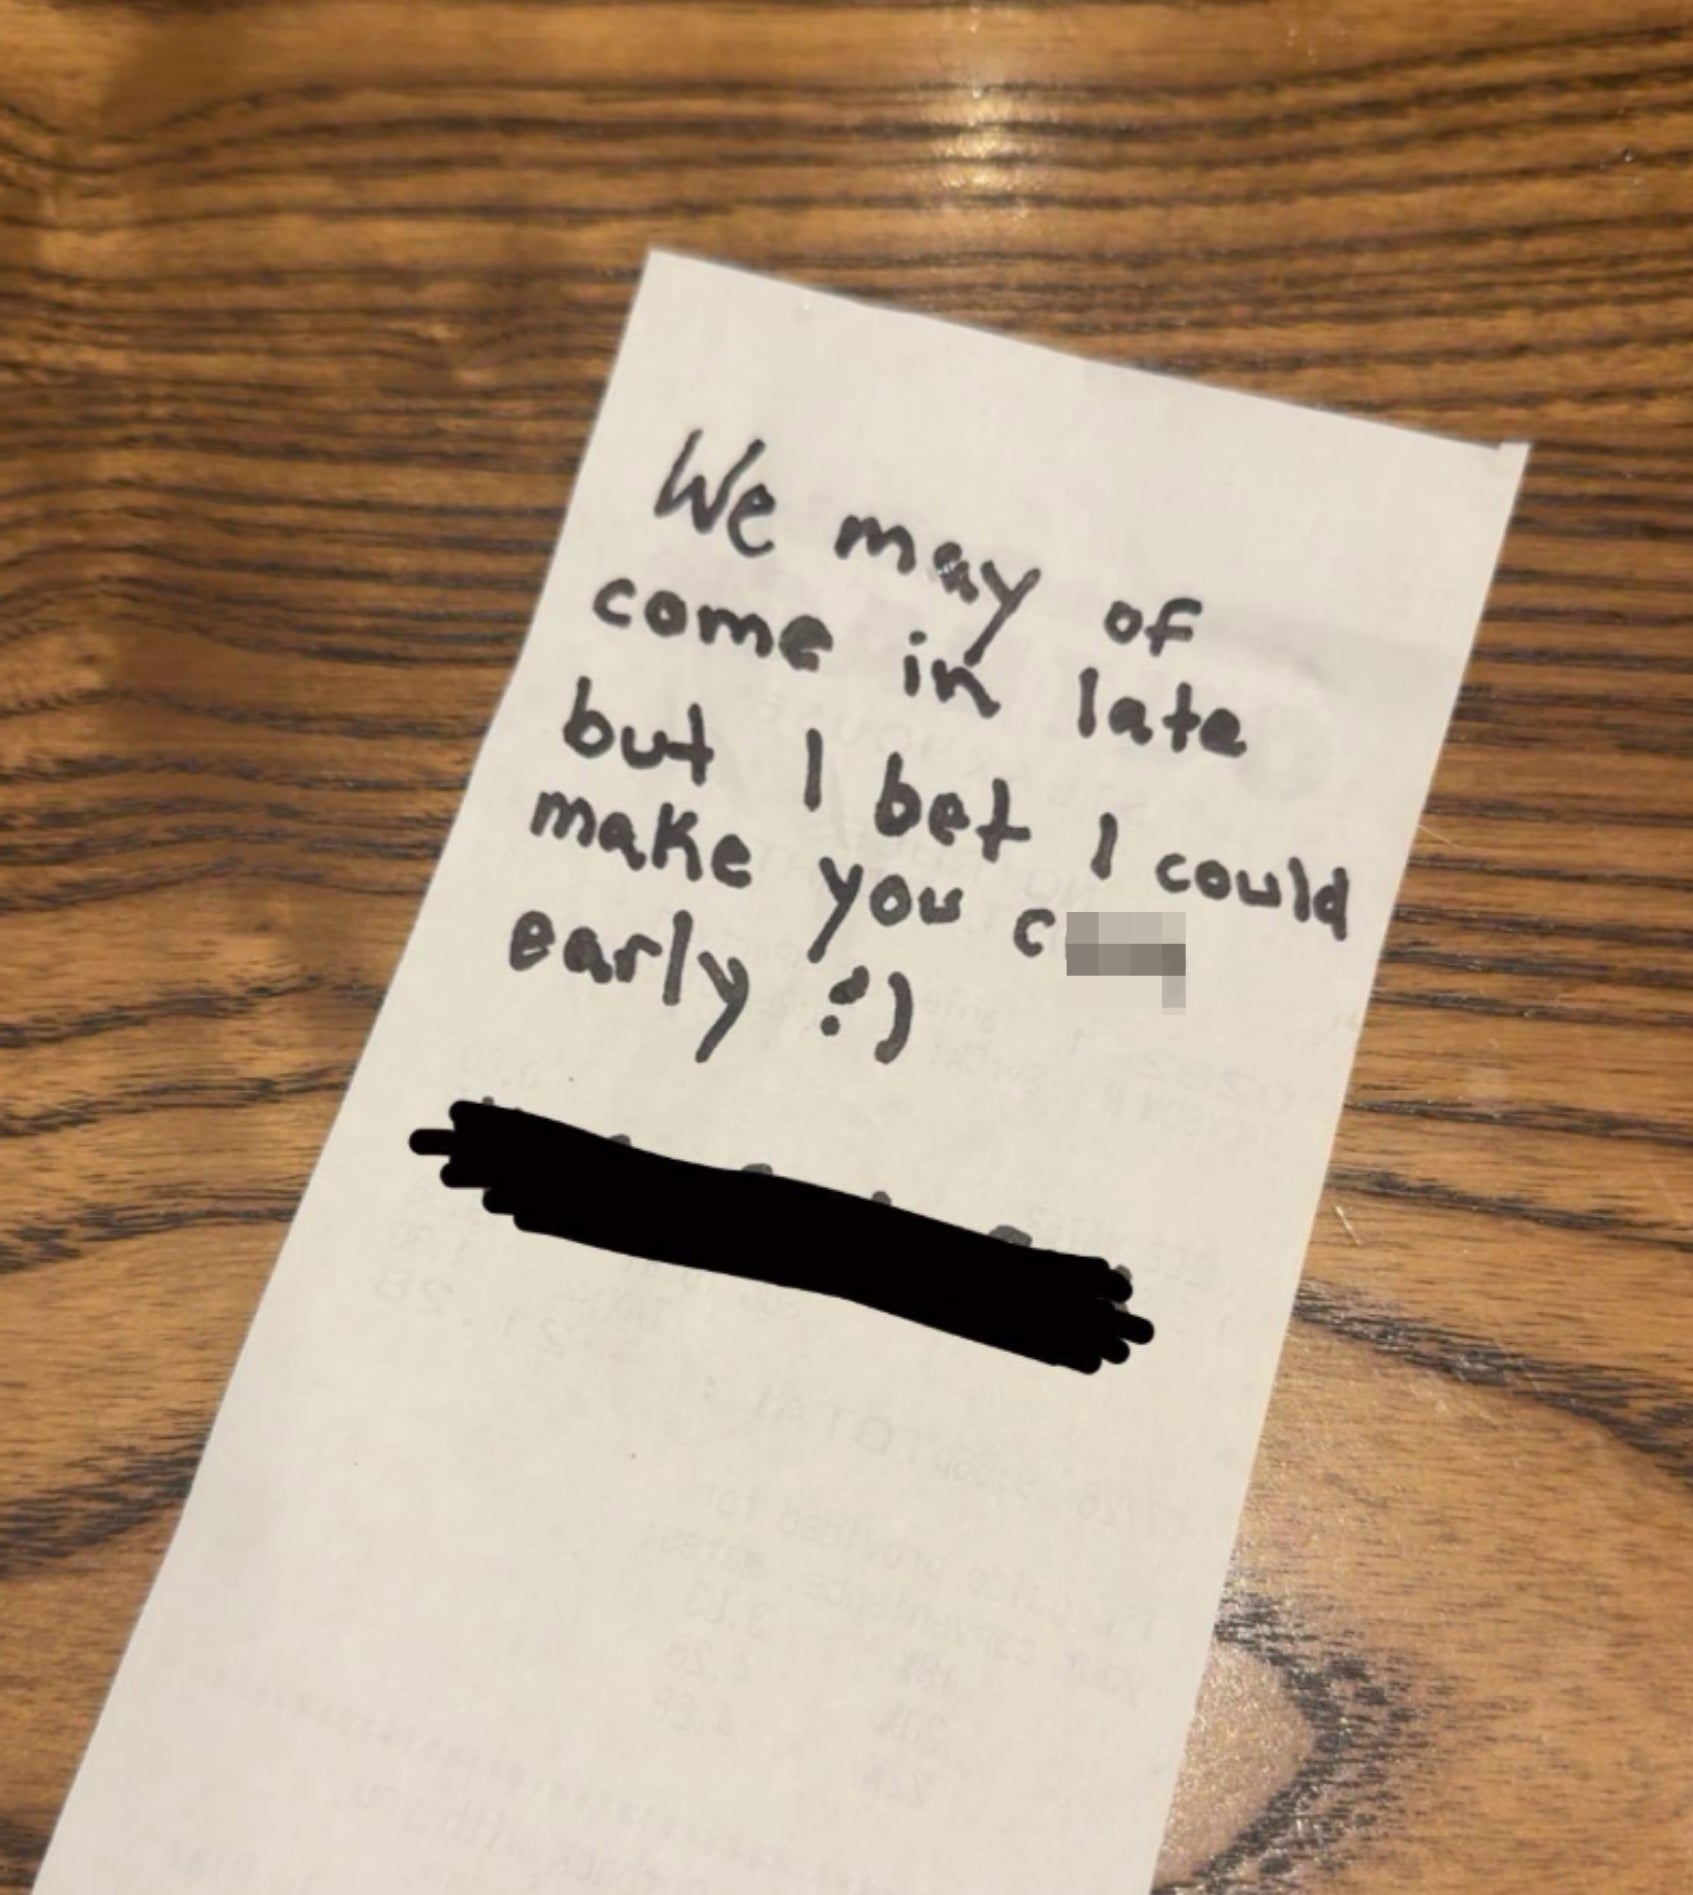 We may of
come in late
but I bet I could
make you c
early :)